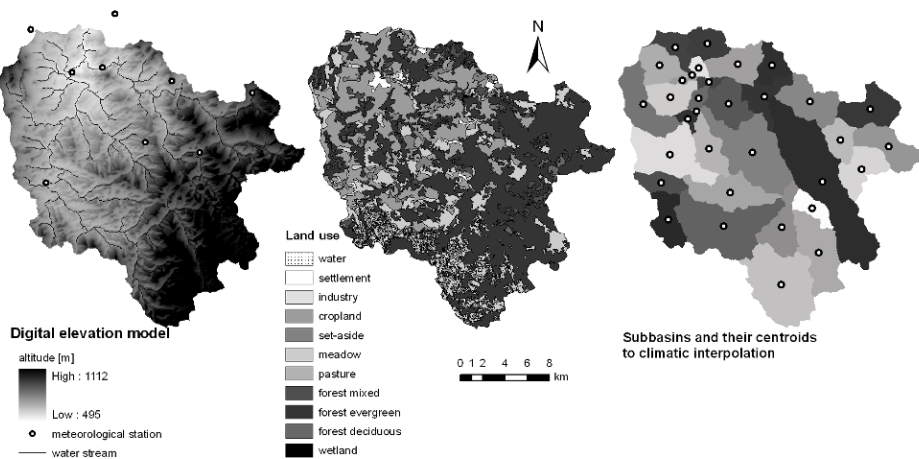 N
Land use
water
settlement
industry
cropland
set-aside
meadow
pasture
forest mixed
forest evergreen
forest deciduous
wetland
Digital elevation model
altitude [m]
High : 1112
Low : 495
meteorological station
water stream
0 1 2 4 6 8
km
Subbasins and their centroids
to climatic interpolation